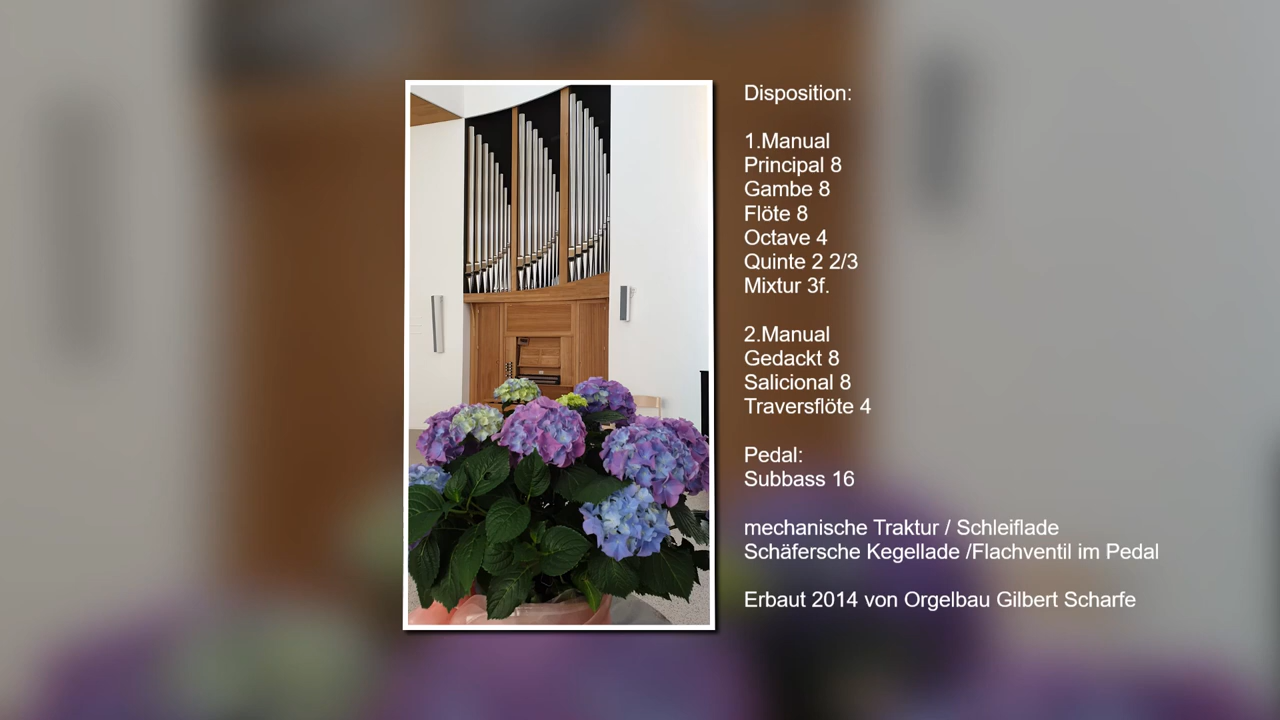 Disposition:
1.Manual
Principal 8
Gambe 8
Flöte 8
Octave 4
Quinte 2 2/3
Mixtur 3f.
2.Manual
Gedackt 8
Salicional 8
Traversflöte 4
Pedal:
Subbass 16
mechanische Traktur / Schleiflade
Schäfersche Kegellade /Flachventil im Pedal
Erbaut 2014 von Orgelbau Gilbert Scharfe